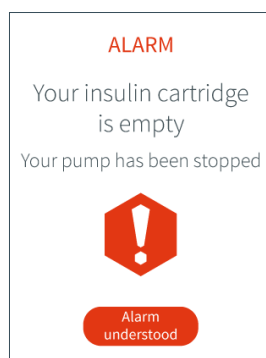 ALARM
Your insulin cartridge
is empty
Your pump has been stopped
Alarm
understood